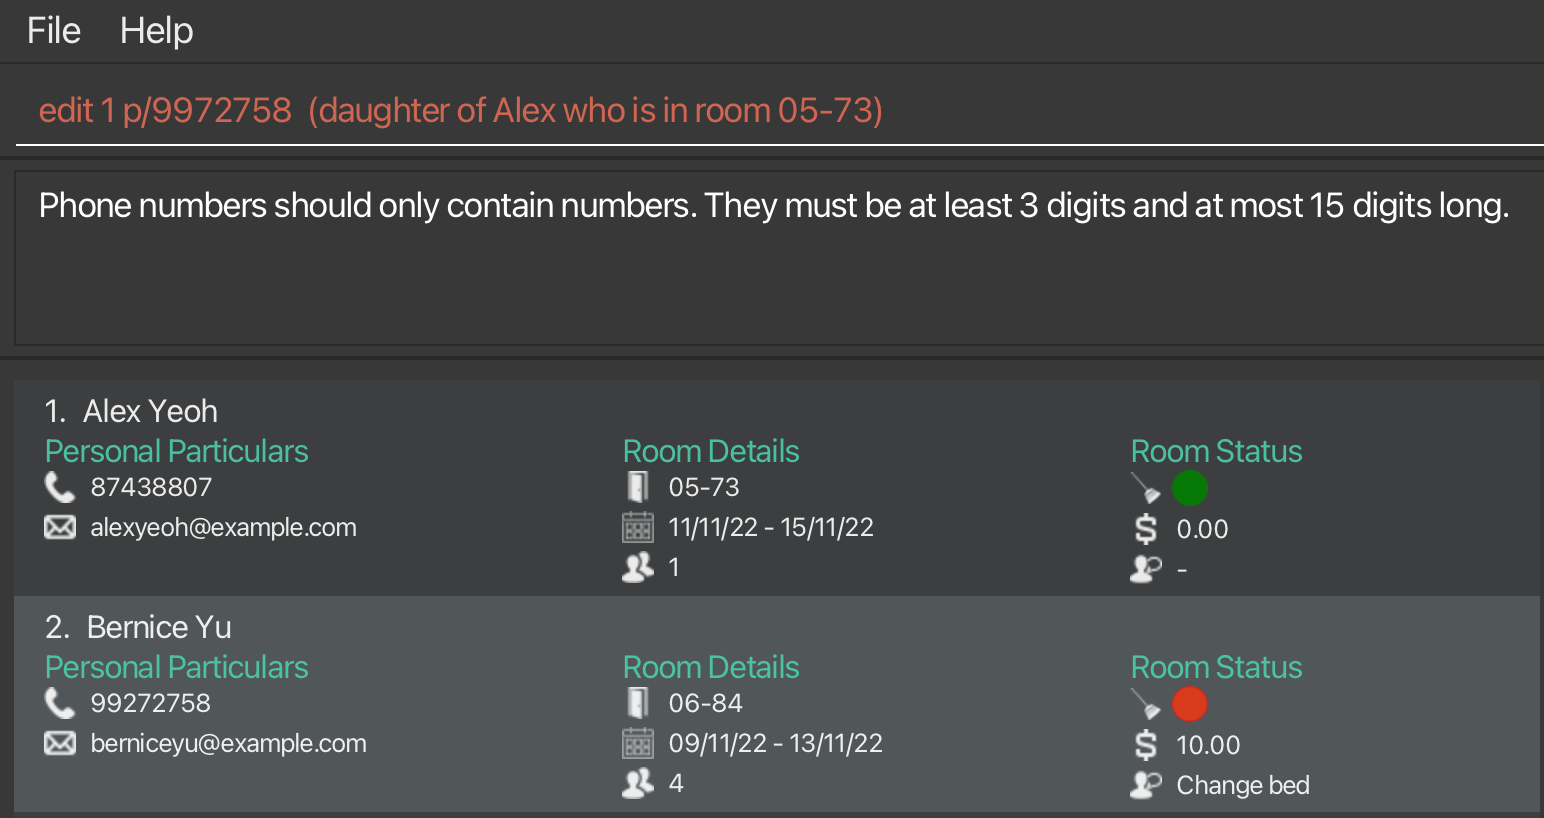 File Help
edit 1 p/9972758  (daughter of Alex who is in room 05-73)
Phone numbers should only contain numbers. They must be at least 3 digits and at most 15 digits long.
1. Alex Yeoh
Personal Particulars Room Details Room Status
87438807 05-73
alexyeoh@example.com 11/11/22 - 15/11/22 $ 0.00
1 -
2. Bernice Yu
Personal Particulars Room Details Room Status
99272758 06-84
berniceyu@example.com 09/11/22 - 13/11/22 $ 10.00
4 Change bed